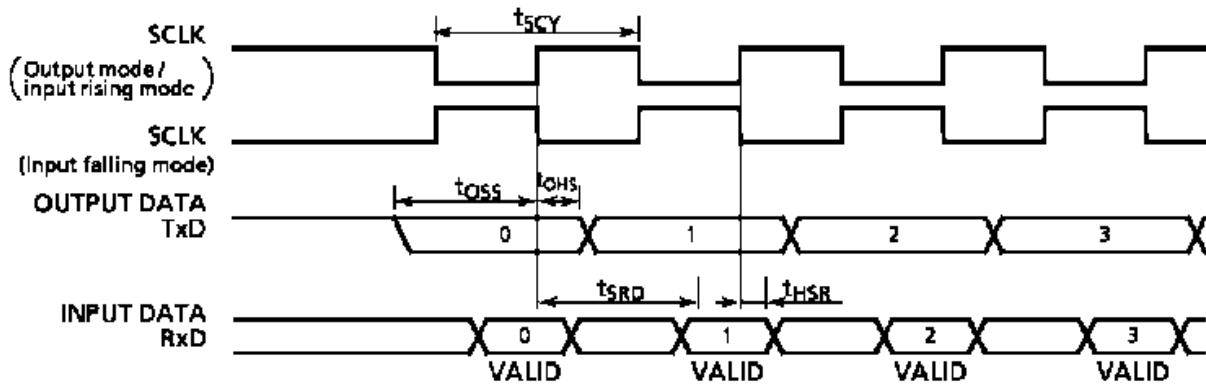 tSCY
SCLK
(Output mode /
input rising mode)
SCLK
(Input falling mode)
tOSS tOHS
OUTPUT DATA
TxD 0 1 2 3
tSRD tHSR
INPUT DATA
RxD 0 1 2 3
VALID VALID VALID VALID